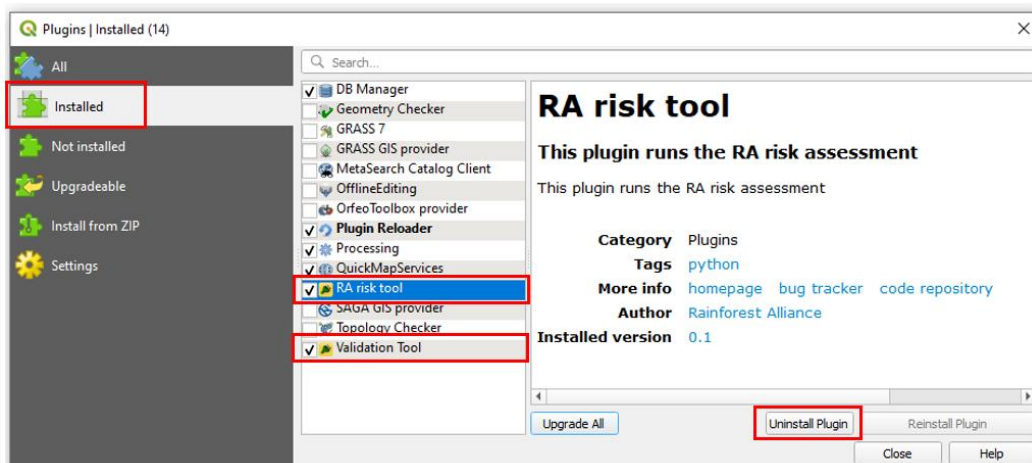 Plugins | Installed (14)
All
Installed
Not installed
Upgradeable
Install from ZIP
Settings
Search...
DB Manager
Geometry Checker
GRASS 7
GRASS GIS provider
MetaSearch Catalog Client
OfflineEditing
OrfeoToolbox provider
Plugin Reloader
Processing
QuickMapServices
RA risk tool
SAGA GIS provider
Topology Checker
Validation Tool
RA risk tool
This plugin runs the RA risk assessment
This plugin runs the RA risk assessment
Category Plugins
Tags python
More info homepage bug tracker code repository
Author Rainforest Alliance
Installed version 0.1
Upgrade All Uninstall Plugin Reinstall Plugin
Close Help